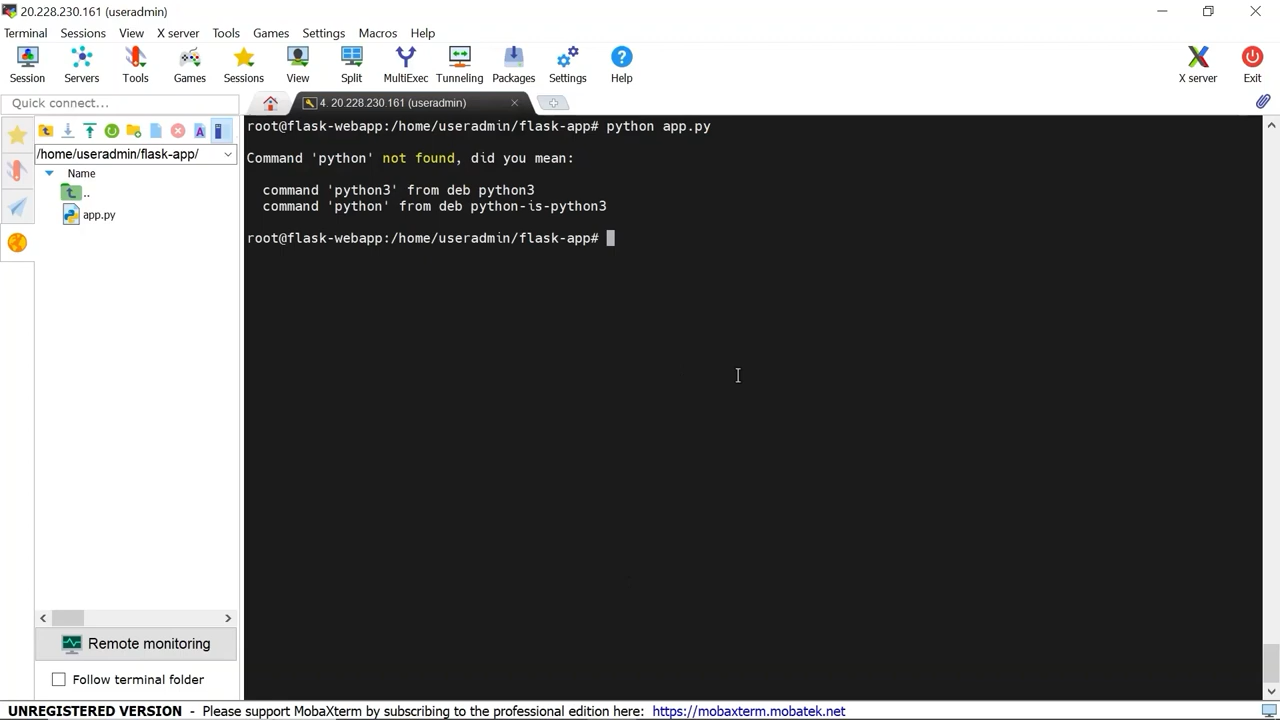 20.228.230.161 (useradmin)
Terminal Sessions View X server Tools Games Settings Macros Help
Session Servers Tools Games Sessions View Split MultiExec Tunneling Packages Settings Help X server Exit
Quick connect...
4. 20.228.230.161 (useradmin)
/home/useradmin/flask-app/
Name
..
app.py
root@flask-webapp:/home/useradmin/flask-app# python app.py
Command 'python' not found, did you mean:
command 'python3' from deb python3
command 'python' from deb python-is-python3
root@flask-webapp:/home/useradmin/flask-app#
Remote monitoring
Follow terminal folder
UNREGISTERED VERSION - Please support MobaXterm by subscribing to the professional edition here: https://mobaxterm.mobatek.net